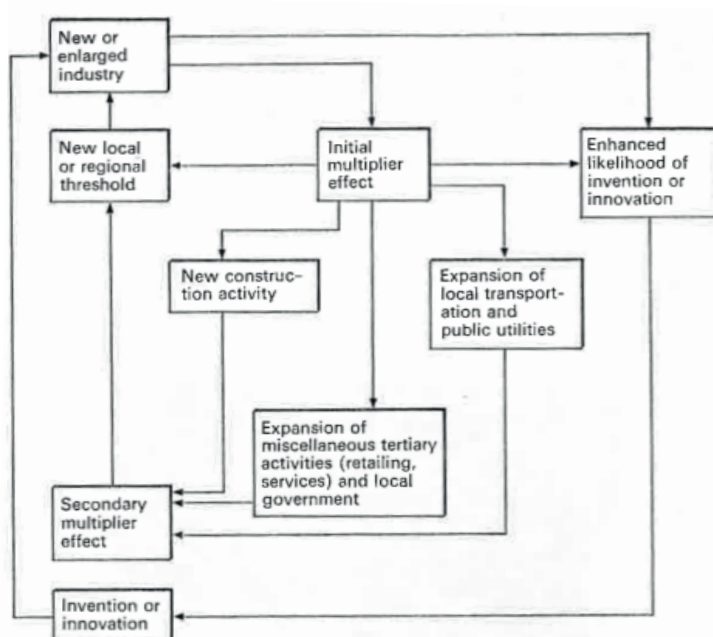 New or
enlarged
industry
New local
or regional
threshold
Initial
multiplier
effect
Enhanced
likelihood of
invention or
innovation
New construc-
tion activity
Expansion of
local transport-
ation and
public utilities
Expansion of
miscellaneous tertiary
activities (retailing,
services) and local
government
Secondary
multiplier
effect
Invention or
innovation